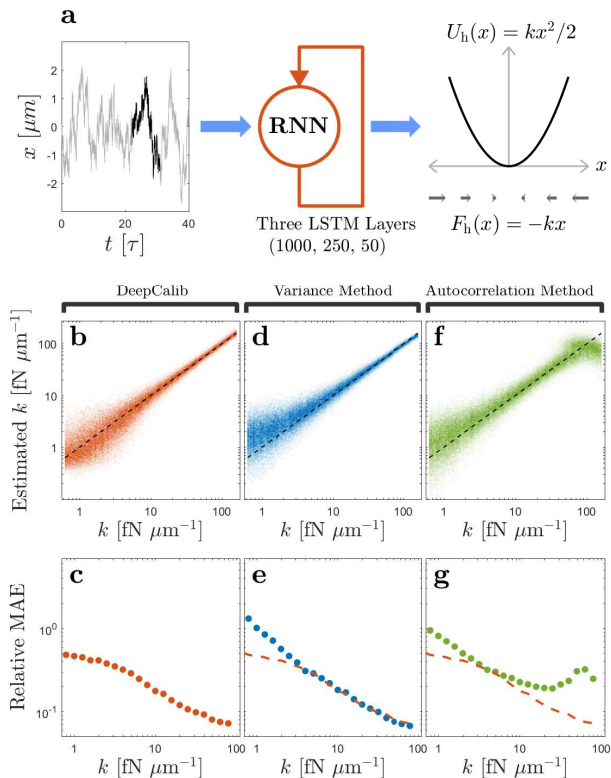 a
U_h(x) = kx²/2
2
1
0
-1
-2
x [μm]
0
20
40
t [τ]
RNN
Three LSTM Layers
(1000, 250, 50)
x
F_h(x) = −kx
DeepCalib
Variance Method
Autocorrelation Method
b
d
f
100
10
1
Estimated k [fN μm⁻¹]
1
10
100
k [fN μm⁻¹]
1
10
100
k [fN μm⁻¹]
1
10
100
k [fN μm⁻¹]
c
e
g
10⁰
10⁻¹
Relative MAE
1
10
100
k [fN μm⁻¹]
1
10
100
k [fN μm⁻¹]
1
10
100
k [fN μm⁻¹]